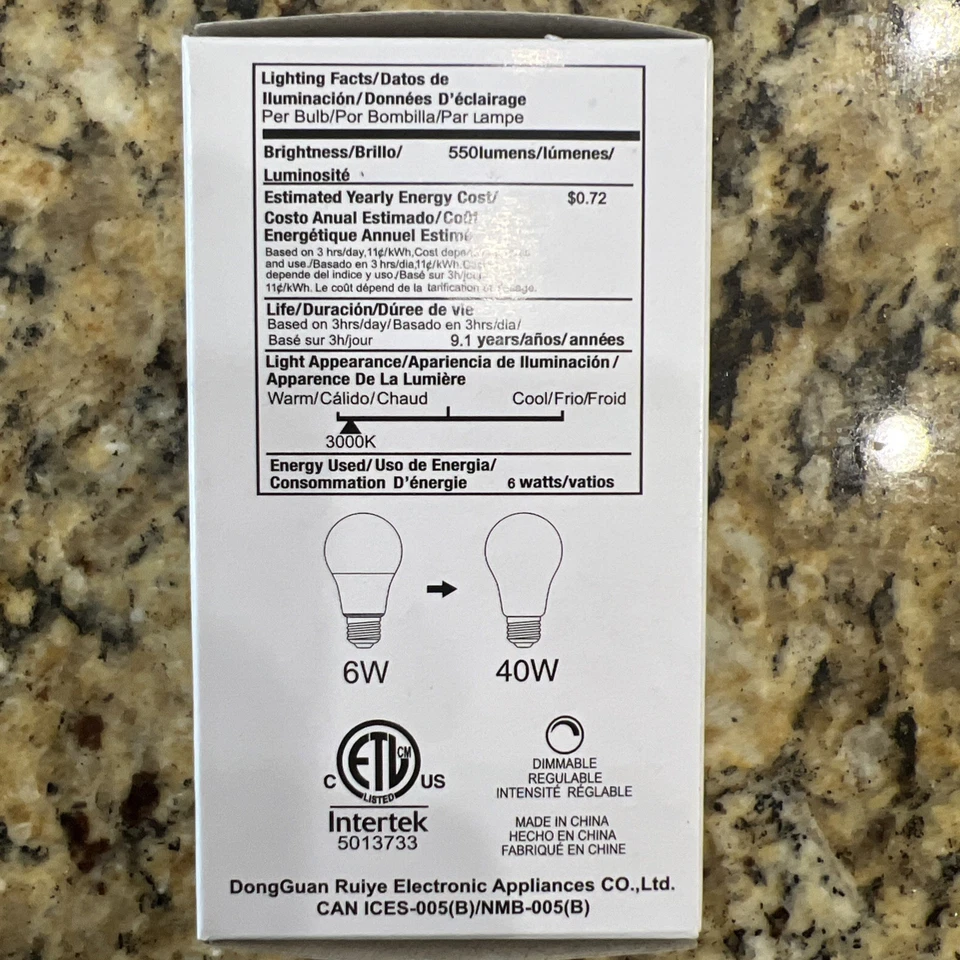 Lighting Facts/Datos de
Iluminación/Données D'éclairage
Per Bulb/Por Bombilla/Par Lampe
Brightness/Brillo/ 550lumens/lúmenes/
Luminosité
Estimated Yearly Energy Cost/ $0.72
Costo Anual Estimado/Coût
Energétique Annuel Estimé
Based on 3 hrs/day,11¢/kWh,Cost
and use./Basado en 3 hrs/dia,11¢/kWh.
depende del indice y uso./Basé sur 3h/jour
11¢/kWh. Le coût dépend de la tarification et
Life/Duración/Dúree de vie
Based on 3hrs/day/Basado en 3hrs/dia/
Basé sur 3h/jour 9.1 years/años/années
Light Appearance/Apariencia de Iluminación/
Apparence De La Lumière
Warm/Cálido/Chaud Cool/Frio/Froid
3000K
Energy Used/Uso de Energia/
Consommation D'énergie 6 watts/vatios
6W 40W
ETL CM
C US
LISTED
Intertek
5013733
DIMMABLE
REGULABLE
INTENSITÉ RÉGLABLE
MADE IN CHINA
HECHO EN CHINA
FABRIQUÉ EN CHINE
DongGuan Ruiye Electronic Appliances CO.,Ltd.
CAN ICES-005(B)/NMB-005(B)